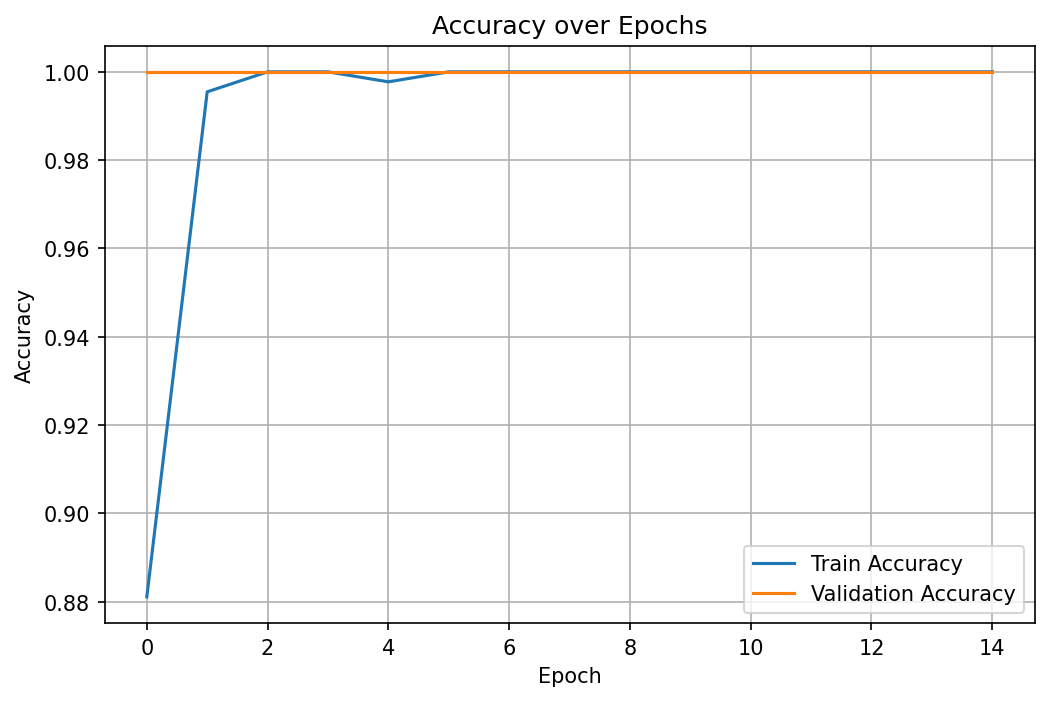 Accuracy over Epochs
Accuracy
1.00
0.98
0.96
0.94
0.92
0.90
0.88
0 2 4 6 8 10 12 14
Epoch
Train Accuracy
Validation Accuracy